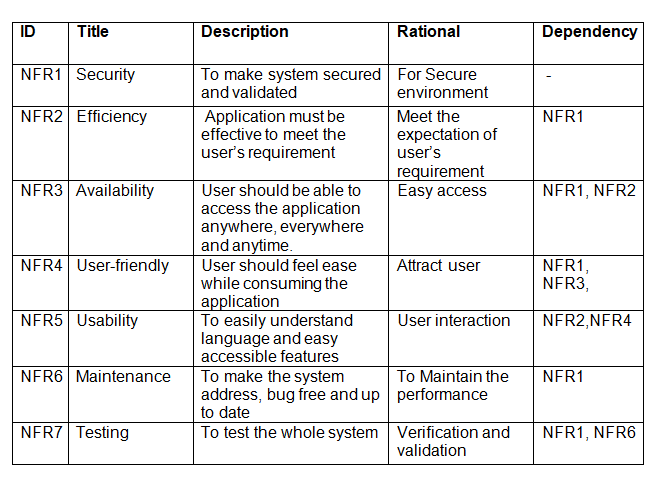 ID Title Description Rational Dependency
NFR1 Security To make system secured For Secure -
and validated environment
NFR2 Efficiency Application must be Meet the NFR1
effective to meet the expectation of
user's requirement user's
requirement
NFR3 Availability User should be able to Easy access NFR1, NFR2
access the application
anywhere, everywhere
and anytime.
NFR4 User-friendly User should feel ease Attract user NFR1,
while consuming the NFR3,
application
NFR5 Usability To easily understand User interaction NFR2,NFR4
language and easy
accessible features
NFR6 Maintenance To make the system To Maintain the NFR1
address, bug free and up performance
to date
NFR7 Testing To test the whole system Verification and NFR1, NFR6
validation